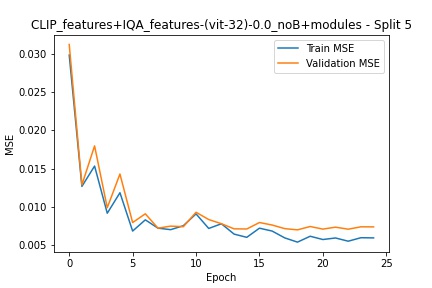 CLIP_features+IQA_features-(vit-32)-0.0_noB+modules - Split 5
0.030
0.025
0.020
0.015
0.010
0.005
MSE
Train MSE
Validation MSE
0
5
10
15
20
25
Epoch